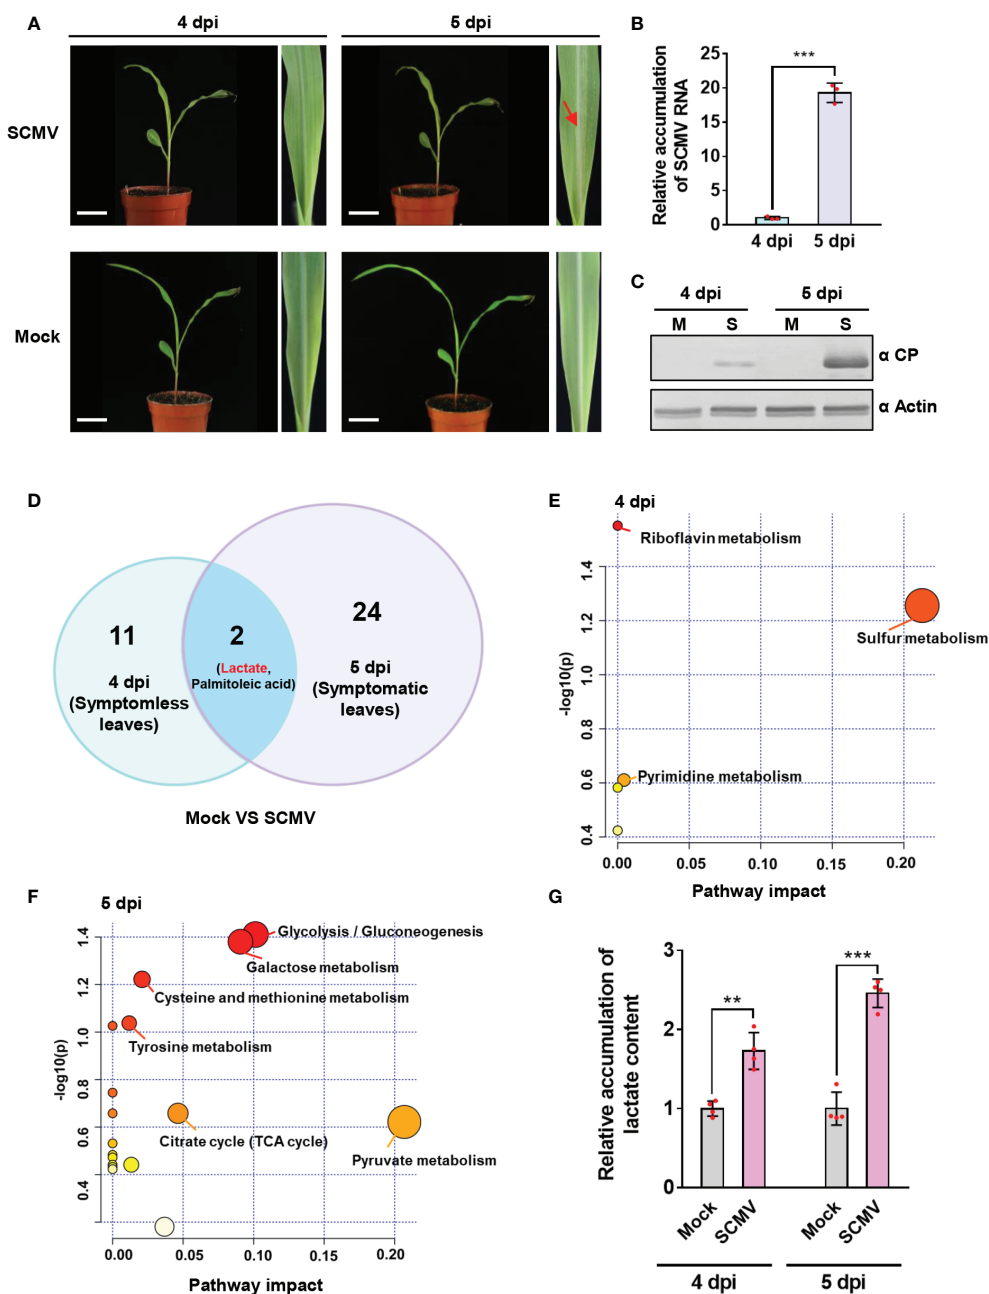 A
4 dpi
5 dpi
SCMV
Mock
B
Relative accumulation
of SCMV RNA
25
20
15
10
5
0
***
4 dpi
5 dpi
C
4 dpi
5 dpi
M
S
M
S
α CP
α Actin
D
11
4 dpi
(Symptomless
leaves)
2
(Lactate,
Palmitoleic acid)
24
5 dpi
(Symptomatic
leaves)
Mock VS SCMV
E
4 dpi
-log10(p)
1.4
1.2
1.0
0.8
0.6
0.4
Riboflavin metabolism
Sulfur metabolism
Pyrimidine metabolism
0.00
0.05
0.10
0.15
0.20
Pathway impact
F
5 dpi
-log10(p)
1.4
1.2
1.0
0.8
0.6
0.4
Glycolysis / Gluconeogenesis
Galactose metabolism
Cysteine and methionine metabolism
Tyrosine metabolism
Citrate cycle (TCA cycle)
Pyruvate metabolism
0.00
0.05
0.10
0.15
0.20
Pathway impact
G
Relative accumulation of
lactate content
3
2
1
0
**
***
Mock
SCMV
Mock
SCMV
4 dpi
5 dpi